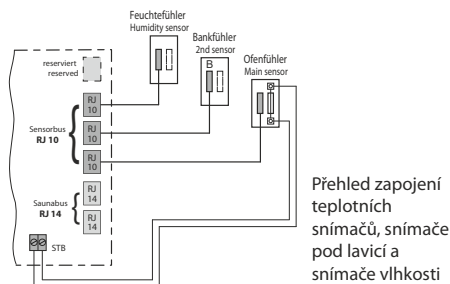 Feuchtefühler
Humidity sensor
Bankfühler
2nd sensor
Ofenfühler
Main sensor
reserviert
reserved
B
RJ
10
Sensorbus
RJ 10
RJ
10
RJ
10
Saunabus
RJ 14
RJ
14
RJ
14
STB
Přehled zapojení
teplotních
snímačů, snímače
pod lavicí a
snímače vlhkosti